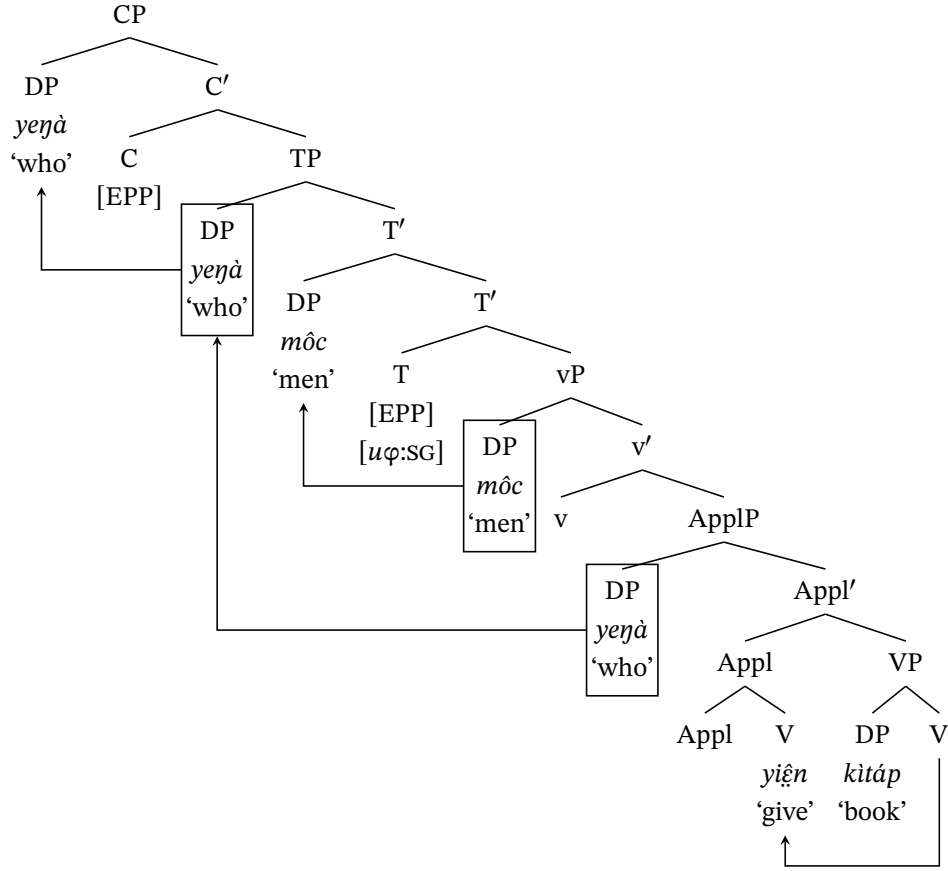 CP
DP C′
yeŋà
‘who’ C TP
[EPP]
DP T′
yeŋà
‘who’ DP T′
môc
‘men’ T vP
[EPP]
[uφ:SG] DP v′
môc
‘men’ v ApplP
DP Appl′
yeŋà
‘who’ Appl VP
Appl V DP V
yiê̤n kìtáp
‘give’ ‘book’